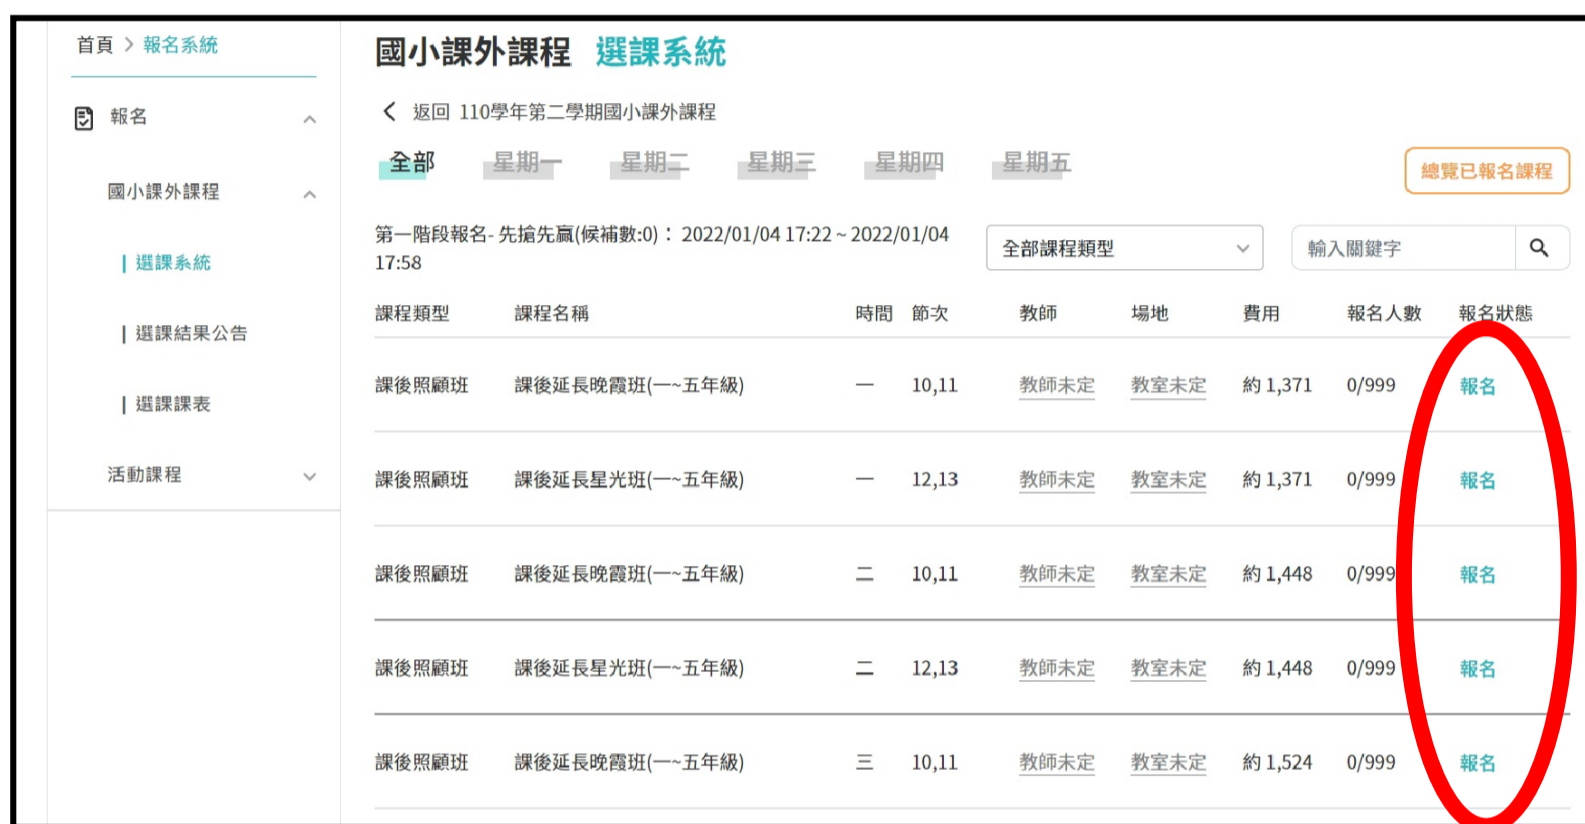 首頁 > 報名系統
報名
國小課外課程
| 選課系統
| 選課結果公告
| 選課課表
活動課程
國小課外課程 選課系統
返回 110學年第二學期國小課外課程
全部 星期一 星期二 星期三 星期四 星期五
總覽已報名課程
第一階段報名- 先搶先贏(候補數:0)： 2022/01/04 17:22 ~ 2022/01/04
17:58
全部課程類型
輸入關鍵字
課程類型 課程名稱 時間 節次 教師 場地 費用 報名人數 報名狀態
課後照顧班 課後延長晚霞班(一~五年級) 一 10,11 教師未定 教室未定 約 1,371 0/999 報名
課後照顧班 課後延長星光班(一~五年級) 一 12,13 教師未定 教室未定 約 1,371 0/999 報名
課後照顧班 課後延長晚霞班(一~五年級) 二 10,11 教師未定 教室未定 約 1,448 0/999 報名
課後照顧班 課後延長星光班(一~五年級) 二 12,13 教師未定 教室未定 約 1,448 0/999 報名
課後照顧班 課後延長晚霞班(一~五年級) 三 10,11 教師未定 教室未定 約 1,524 0/999 報名